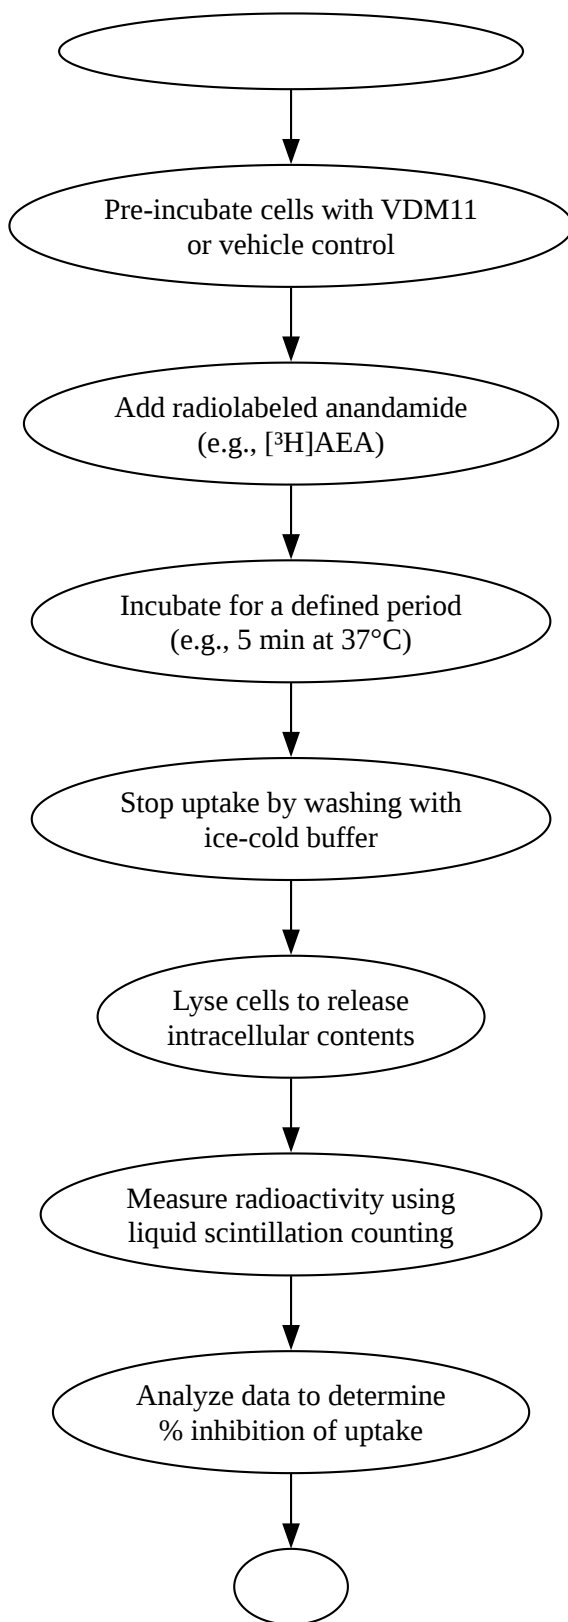 Pre-incubate cells with VDM11
or vehicle control
Add radiolabeled anandamide
(e.g., [³H]AEA)
Incubate for a defined period
(e.g., 5 min at 37°C)
Stop uptake by washing with
ice-cold buffer
Lyse cells to release
intracellular contents
Measure radioactivity using
liquid scintillation counting
Analyze data to determine
% inhibition of uptake